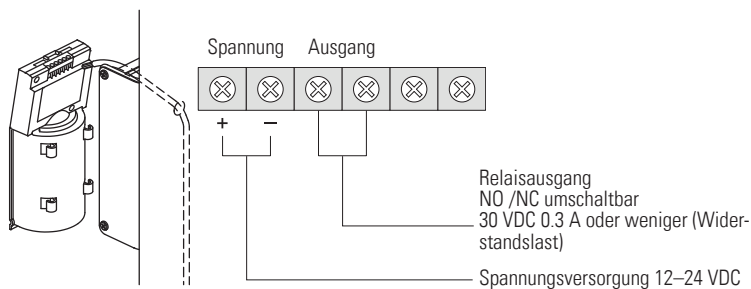 Spannung Ausgang
+ −
Relaisausgang
NO /NC umschaltbar
30 VDC 0.3 A oder weniger (Wider-
standslast)
Spannungsversorgung 12–24 VDC